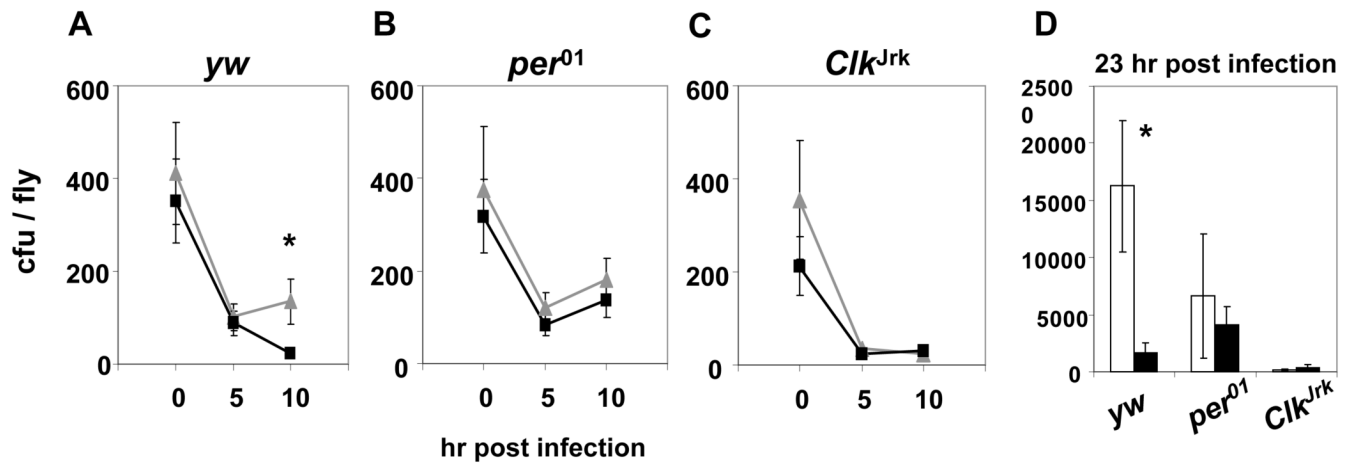 A
yw
600
400
200
0
cfu / fly
*
0 5 10
B
per01
600
400
200
0
0 5 10
hr post infection
C
ClkJrk
600
400
200
0
0 5 10
D
23 hr post infection
2500
0
20000
15000
10000
5000
0
*
yw per01 ClkJrk